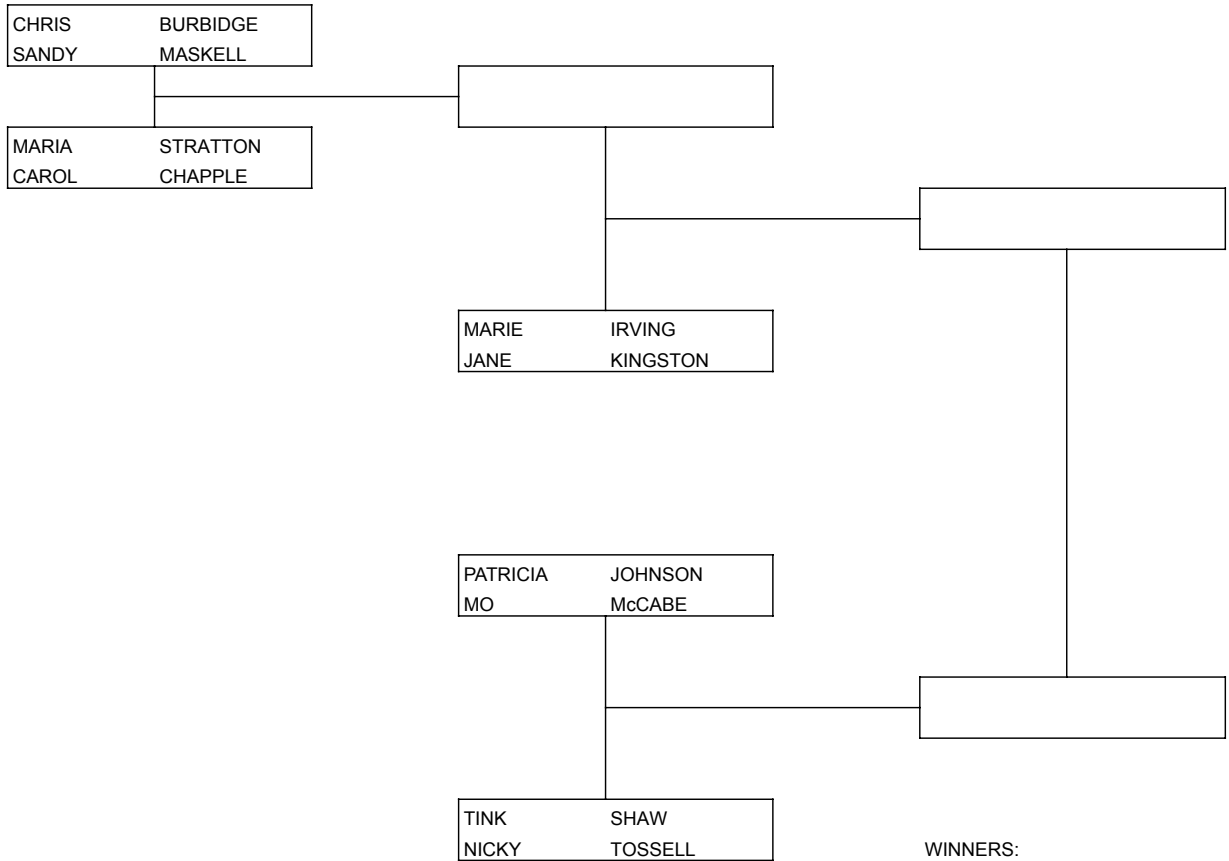 CHRIS BURBIDGE
SANDY MASKELL
MARIA STRATTON
CAROL CHAPPLE
MARIE IRVING
JANE KINGSTON
PATRICIA JOHNSON
MO McCABE
TINK SHAW
NICKY TOSSELL
WINNERS: